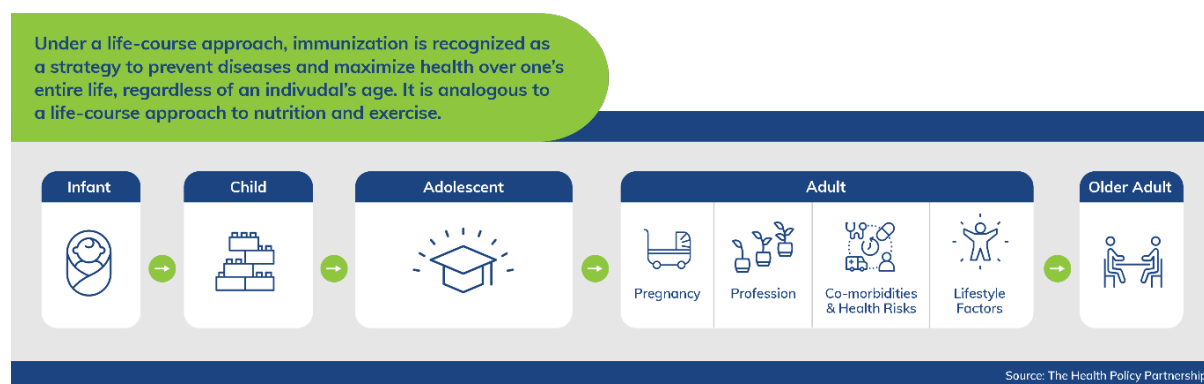 Under a life-course approach, immunization is recognized as
a strategy to prevent diseases and maximize health over one's
entire life, regardless of an indivudal's age. It is analogous to
a life-course approach to nutrition and exercise.
Infant
Child
Adolescent
Adult
Older Adult
Pregnancy
Profession
Co-morbidities
& Health Risks
Lifestyle
Factors
Source: The Health Policy Partnership